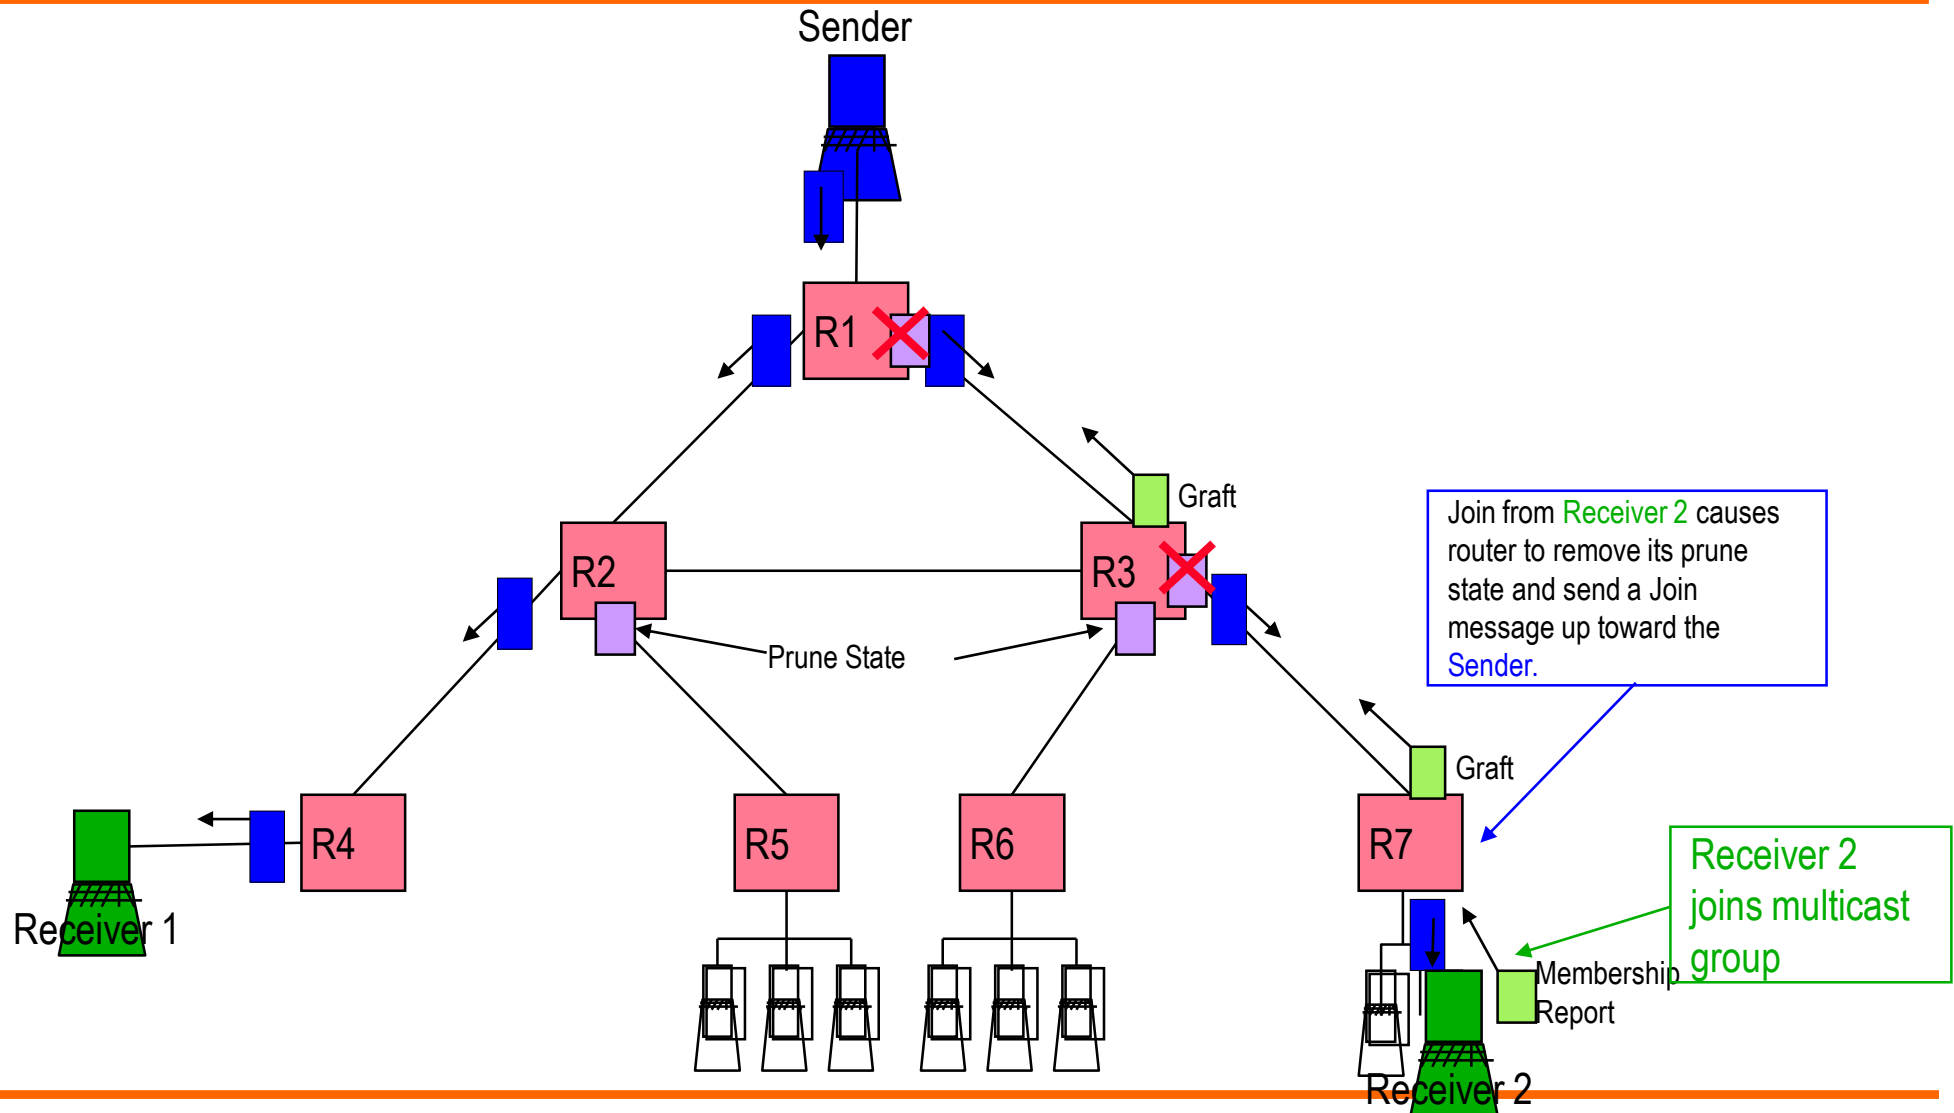 Sender
R1
Graft
R2
R3
Join from Receiver 2 causes
router to remove its prune
state and send a Join
message up toward the
Sender.
Prune State
Graft
R4
R5
R6
R7
Receiver 2
joins multicast
group
Receiver 1
Membership
Report
Receiver 2